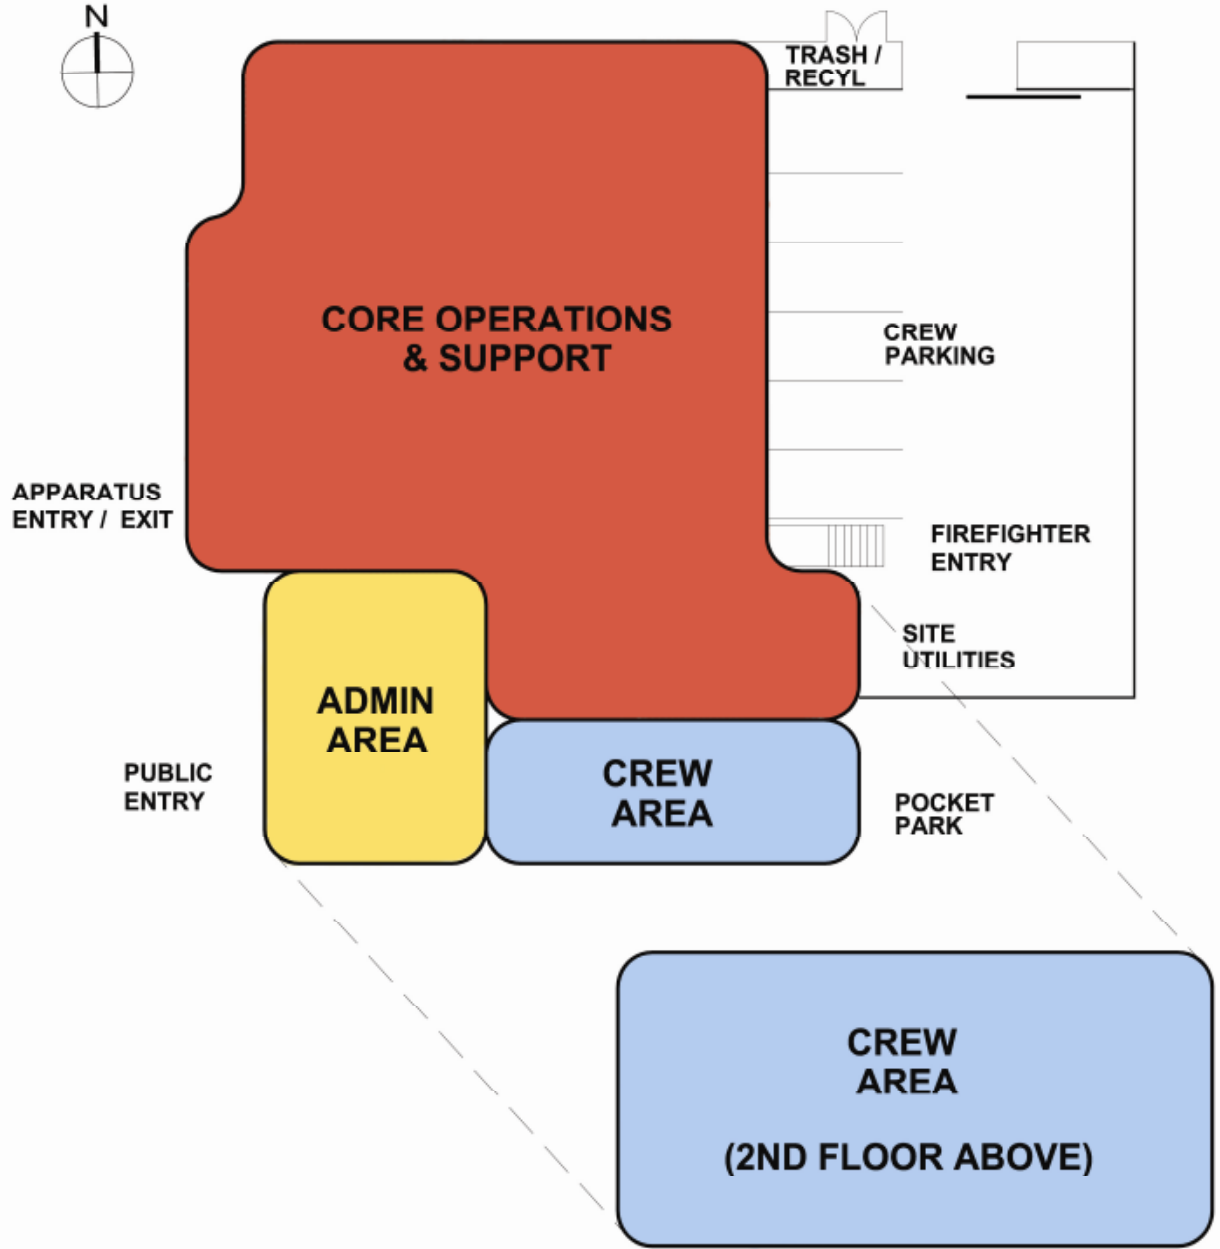 N
TRASH /
RECYL
CORE OPERATIONS
& SUPPORT
CREW
PARKING
APPARATUS
ENTRY / EXIT
FIREFIGHTER
ENTRY
SITE
UTILITIES
ADMIN
AREA
CREW
AREA
PUBLIC
ENTRY
POCKET
PARK
CREW
AREA
(2ND FLOOR ABOVE)